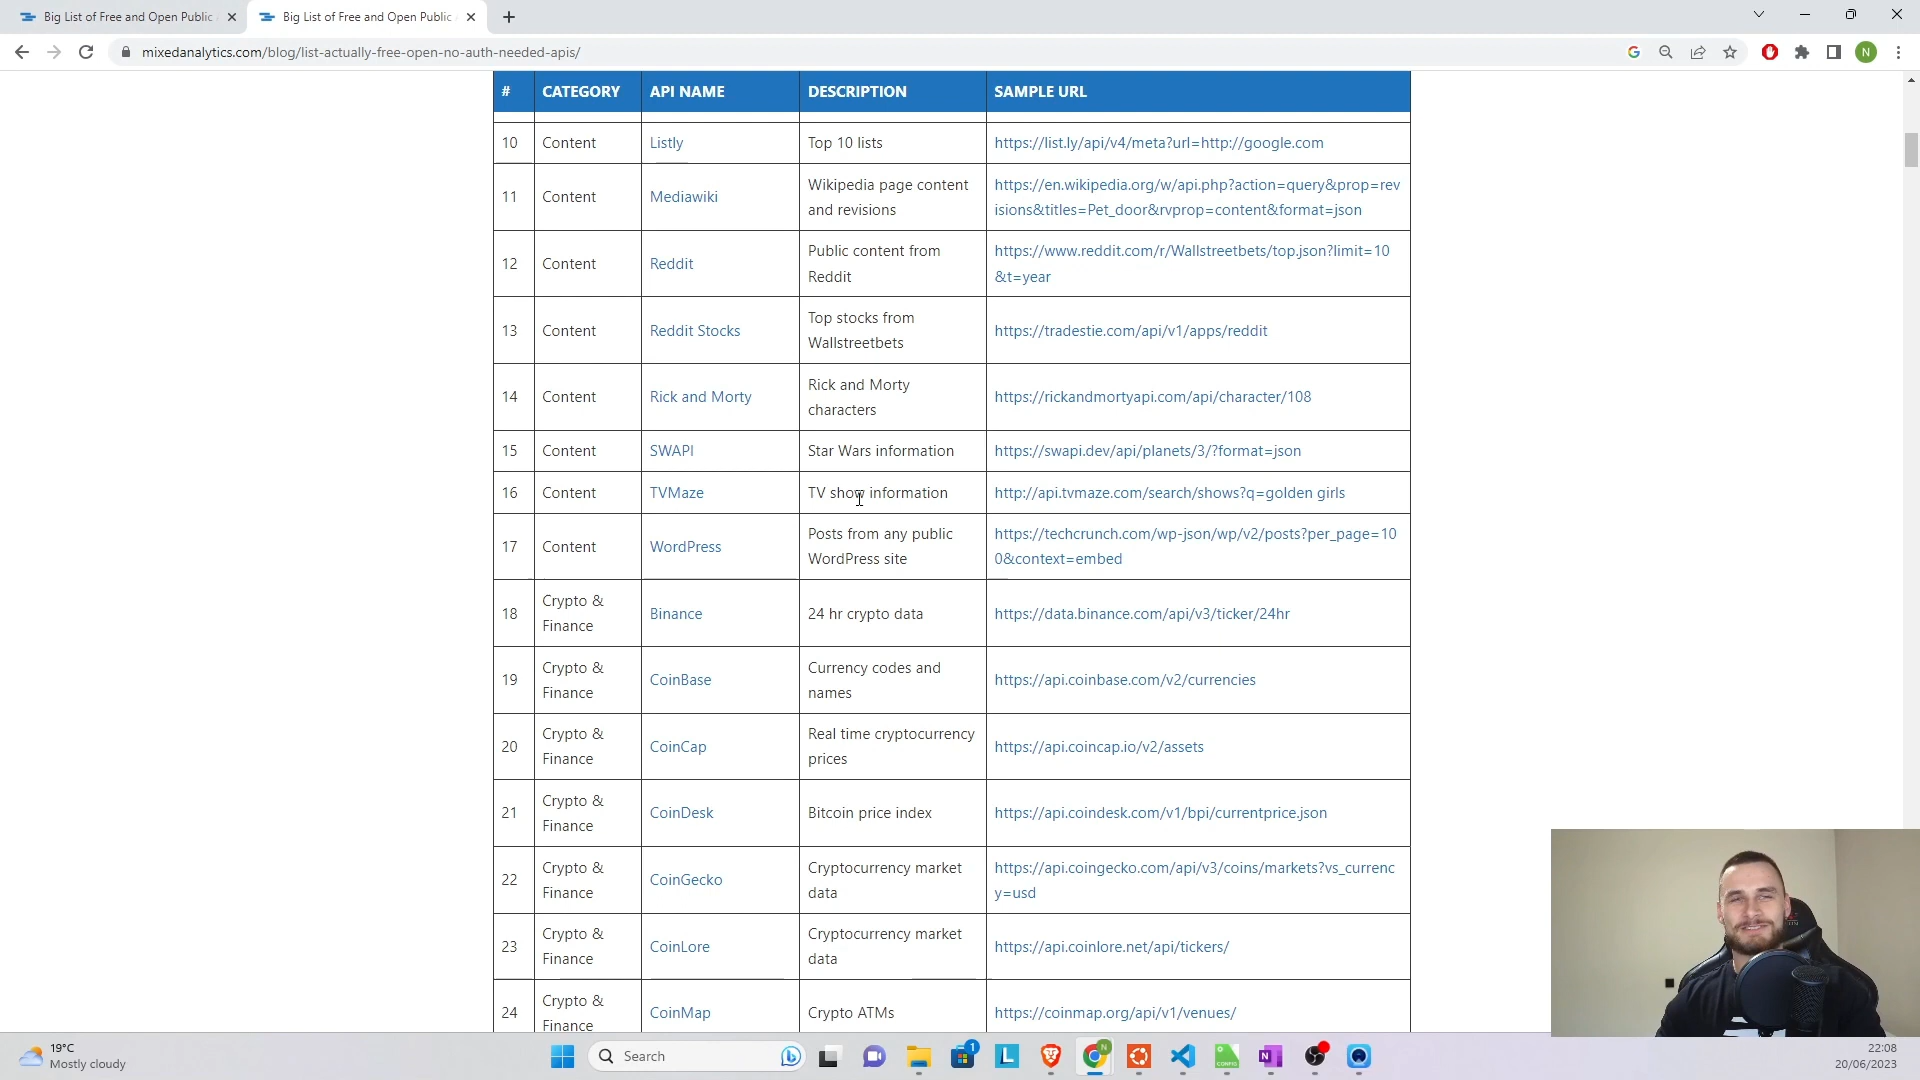 Big List of Free and Open Public
Big List of Free and Open Public
mixedanalytics.com/blog/list-actually-free-open-no-auth-needed-apis/
N
# CATEGORY API NAME DESCRIPTION SAMPLE URL
10 Content Listly Top 10 lists https://list.ly/api/v4/meta?url=http://google.com
11 Content Mediawiki Wikipedia page content
and revisions
https://en.wikipedia.org/w/api.php?action=query&prop=rev
isions&titles=Pet_door&rvprop=content&format=json
12 Content Reddit Public content from
Reddit
https://www.reddit.com/r/Wallstreetbets/top.json?limit=10
&t=year
13 Content Reddit Stocks Top stocks from
Wallstreetbets
https://tradestie.com/api/v1/apps/reddit
14 Content Rick and Morty Rick and Morty
characters
https://rickandmortyapi.com/api/character/108
15 Content SWAPI Star Wars information https://swapi.dev/api/planets/3/?format=json
16 Content TVMaze TV show information http://api.tvmaze.com/search/shows?q=golden girls
17 Content WordPress Posts from any public
WordPress site
https://techcrunch.com/wp-json/wp/v2/posts?per_page=10
0&context=embed
18 Crypto &
Finance
Binance 24 hr crypto data https://data.binance.com/api/v3/ticker/24hr
19 Crypto &
Finance
CoinBase Currency codes and
names
https://api.coinbase.com/v2/currencies
20 Crypto &
Finance
CoinCap Real time cryptocurrency
prices
https://api.coincap.io/v2/assets
21 Crypto &
Finance
CoinDesk Bitcoin price index https://api.coindesk.com/v1/bpi/currentprice.json
22 Crypto &
Finance
CoinGecko Cryptocurrency market
data
https://api.coingecko.com/api/v3/coins/markets?vs_currenc
y=usd
23 Crypto &
Finance
CoinLore Cryptocurrency market
data
https://api.coinlore.net/api/tickers/
24 Crypto &
Finance
CoinMap Crypto ATMs https://coinmap.org/api/v1/venues/
19°C
Mostly cloudy
Search
1
L
N
CONFIG
N
22:08
20/06/2023